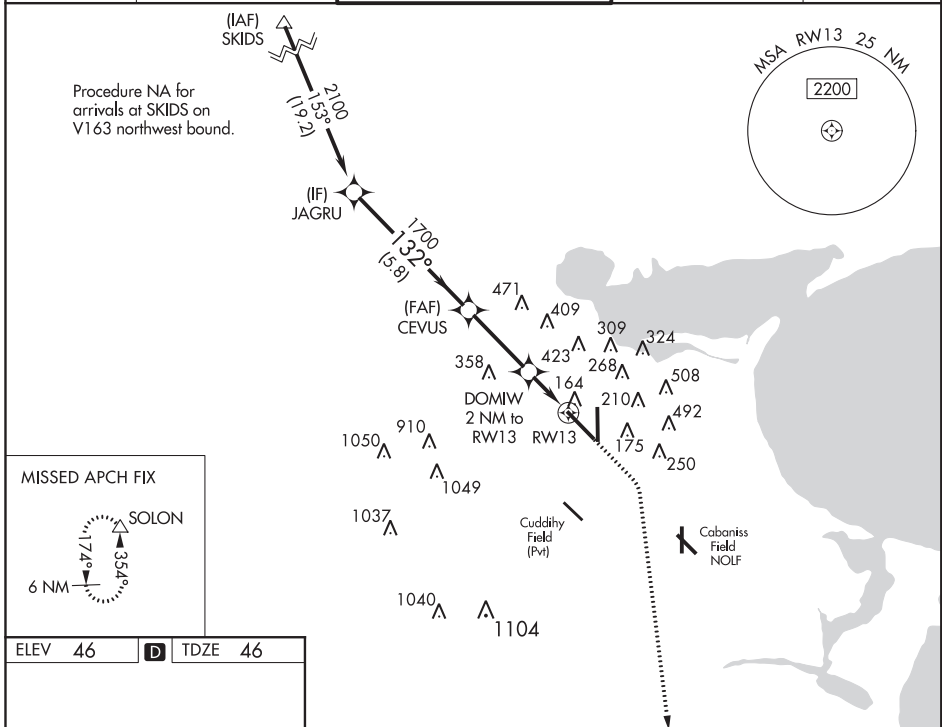 (IAF)
SKIDS
MSA RW13 25 NM
2200
Procedure NA for
arrivals at SKIDS on
V163 northwest bound.
2100
153°
(19.2)
(IF)
JAGRU
1700
132°
(5.8)
(FAF)
CEVUS
471
409
309
324
423
358
268
508
164
210
DOMIW
2 NM to
RW13
RW13
492
175
250
910
1050
1049
1037
MISSED APCH FIX
SOLON
174°
354°
6 NM
Cuddihy
Field
(Pvt)
Cabaniss
Field
NOLF
1040
1104
ELEV 46 D TDZE 46